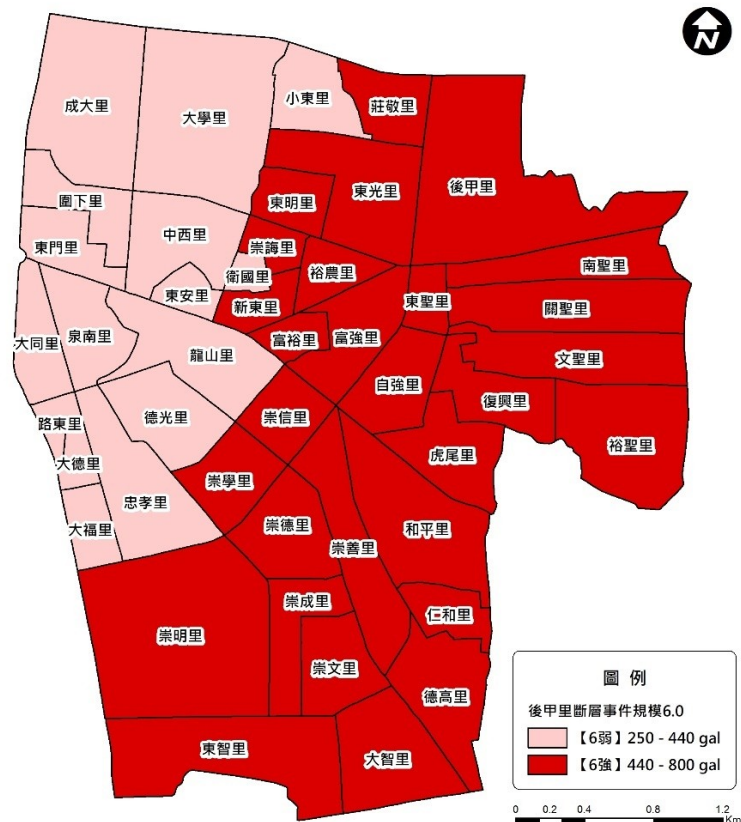 N
成大里
大學里
小東里
莊敬里
後甲里
東光里
東明里
圍下里
東門里
中西里
崇誨里
衛國里
裕農里
南聖里
東安里
新東里
東聖里
關聖里
大同里
泉南里
龍山里
富裕里
富強里
文聖里
自強里
復興里
德光里
崇信里
裕聖里
路東里
大德里
虎尾里
崇學里
忠孝里
大福里
崇德里
和平里
崇善里
崇成里
仁和里
崇明里
崇文里
德高里
東智里
大智里
圖 例
後甲里斷層事件規模6.0
【6弱】250 - 440 gal
【6強】440 - 800 gal
0 0.2 0.4 0.8 1.2
Km